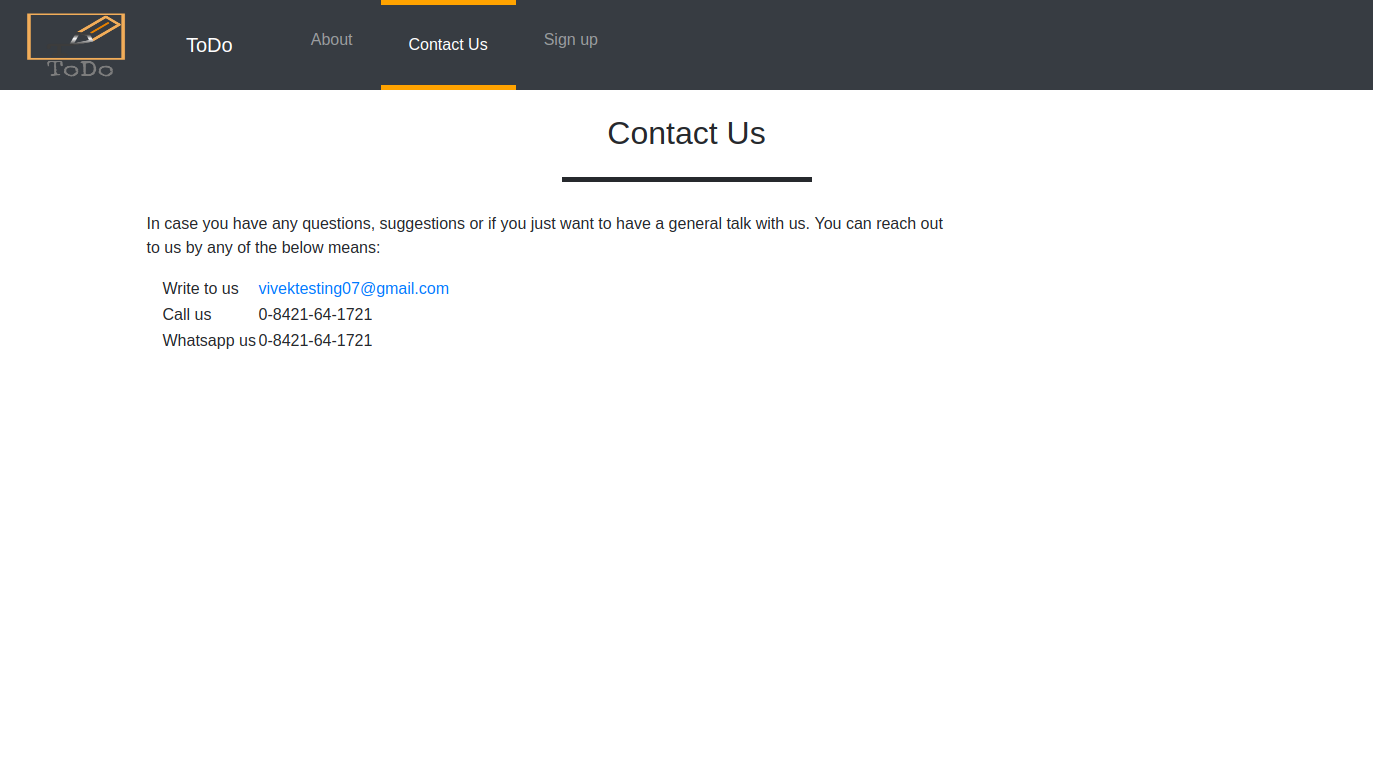 ToDo
ToDo
About
Contact Us
Sign up
Contact Us
In case you have any questions, suggestions or if you just want to have a general talk with us. You can reach out
to us by any of the below means:
Write to us vivektesting07@gmail.com
Call us 0-8421-64-1721
Whatsapp us 0-8421-64-1721